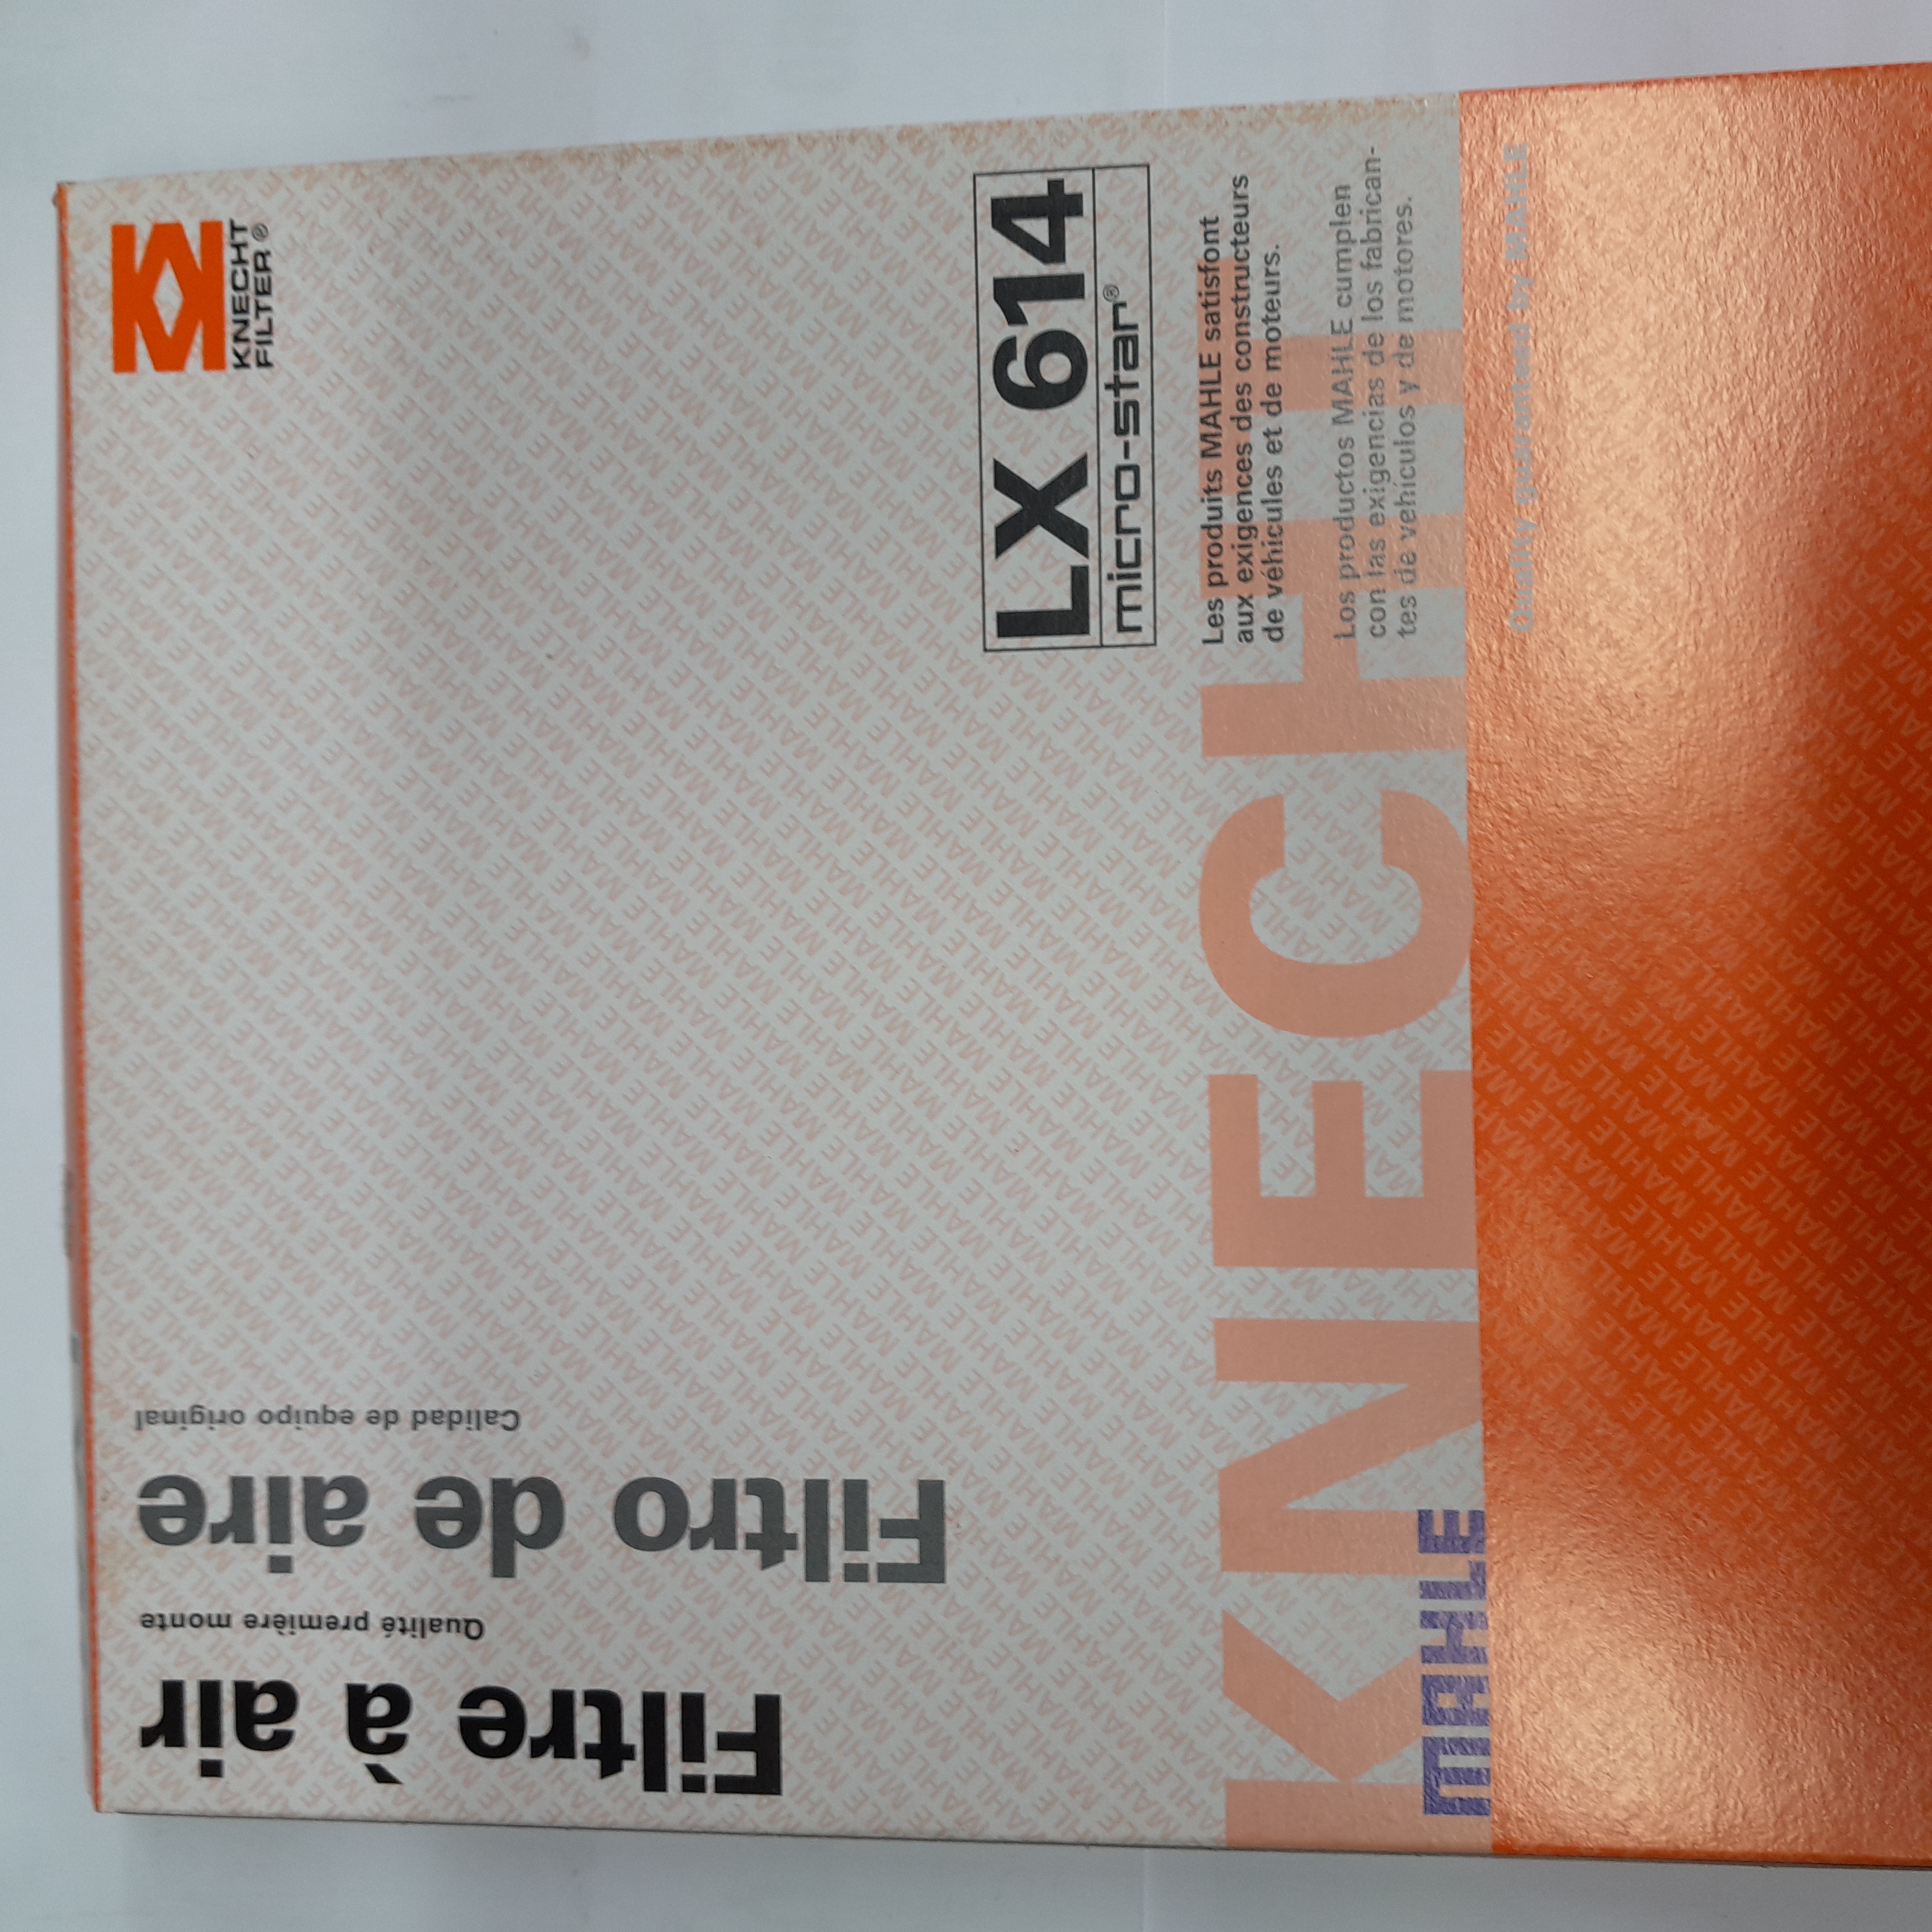 KNECHT
FILTER®
LX 614
micro-star®
Les produits MAHLE satisfont
aux exigences des constructeurs
de véhicules et de moteurs.
Los productos MAHLE cumplen
con las exigencias de los fabrican-
tes de vehículos y de motores.
KNECHT
MAHLE
Quality guaranteed by MAHLE
Filtre à air
Qualité première monte
Filtro de aire
Calidad de equipo original